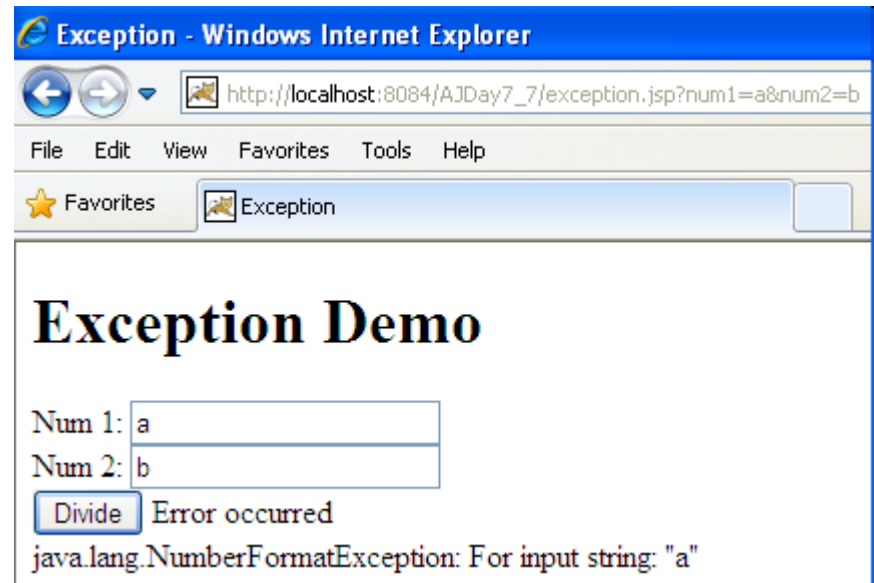 Exception - Windows Internet Explorer
http://localhost:8084/AJDay7_7/exception.jsp?num1=a&num2=b
File Edit View Favorites Tools Help
Favorites Exception
Exception Demo
Num 1: a
Num 2: b
Divide Error occurred
java.lang.NumberFormatException: For input string: "a"